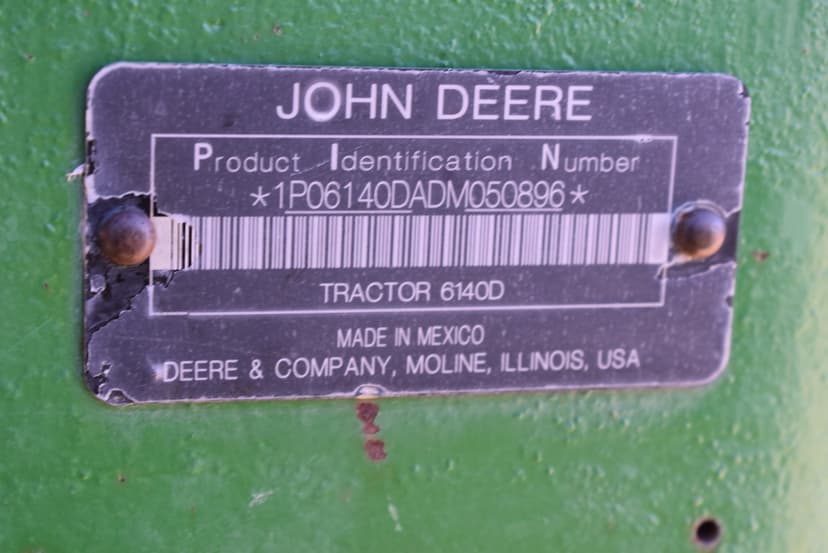 JOHN DEERE
Product Identification Number
*1P06140DADM050896*
TRACTOR 6140D
MADE IN MEXICO
DEERE & COMPANY, MOLINE, ILLINOIS, USA